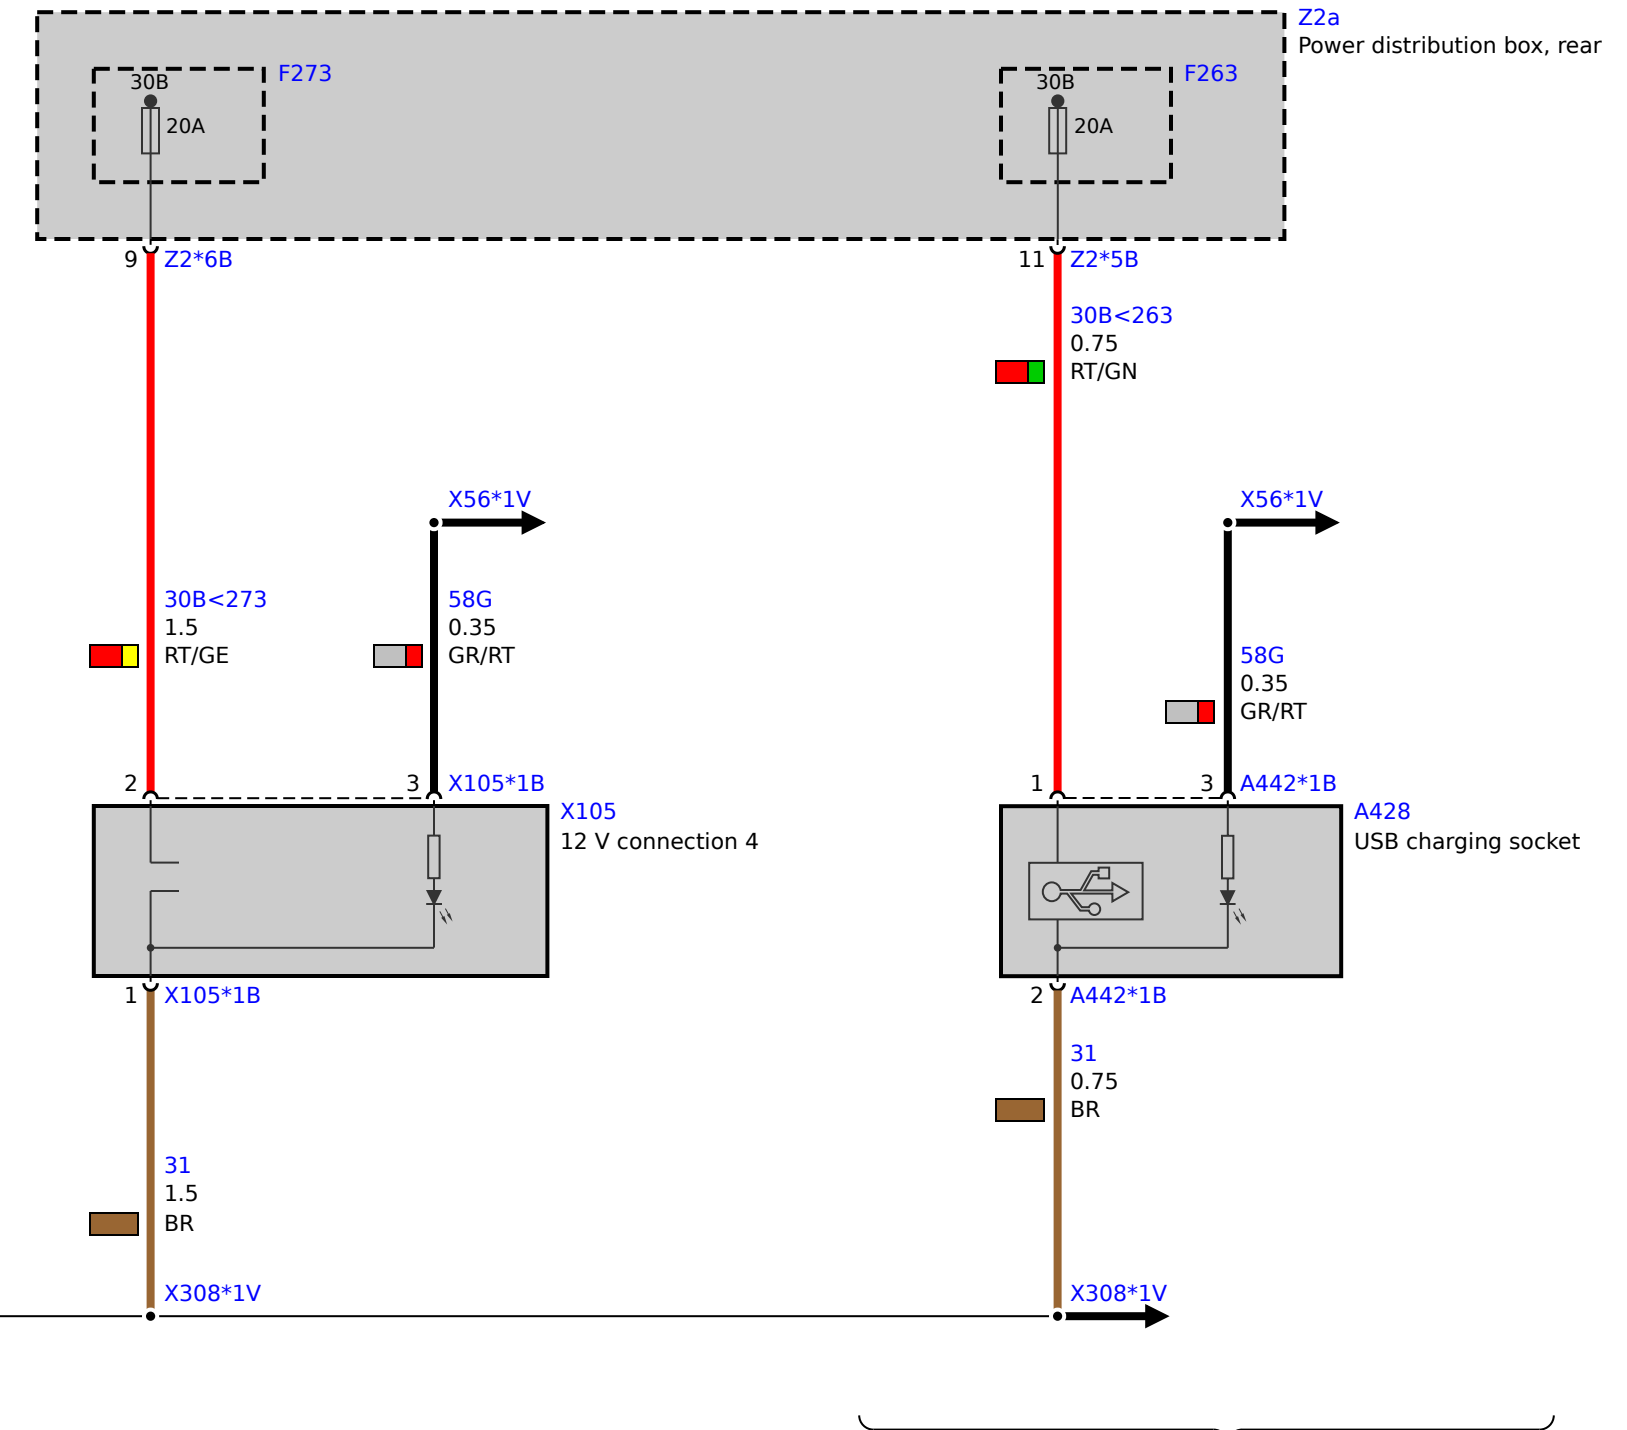 Z2a
Power distribution box, rear
F273
30B
20A
F263
30B
20A
9 Z2*6B
11 Z2*5B
30B<263
0.75
RT/GN
X56*1V
X56*1V
30B<273
1.5
RT/GE
58G
0.35
GR/RT
58G
0.35
GR/RT
2
3 X105*1B
1
3 A442*1B
X105
12 V connection 4
A428
USB charging socket
1 X105*1B
2 A442*1B
31
0.75
BR
31
1.5
BR
X308*1V
X308*1V